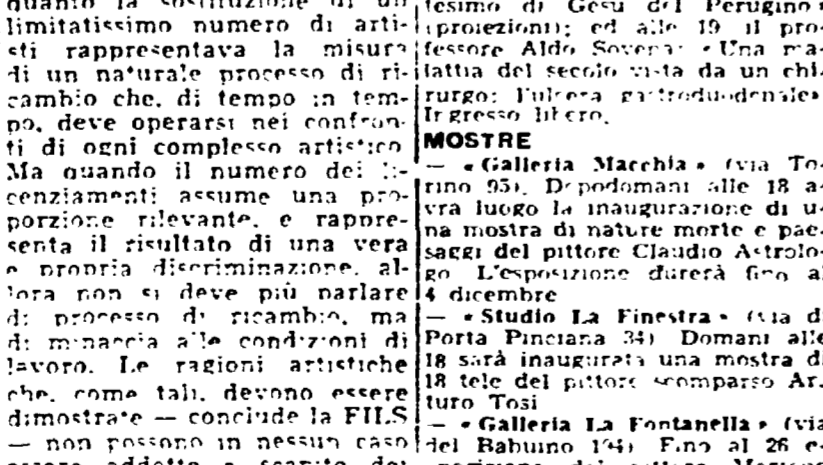 quanto la sostituzione di un
limitatissimo numero di arti-
sti rappresentava la misura
di un naturale processo di ri-
cambio che, di tempo in tem-
po, deve operarsi nei confron-
ti di ogni complesso artistico
Ma quando il numero dei li-
cenziamenti assume una pro-
porzione rilevante, e rappre-
senta il risultato di una vera
e propria discriminazione, al-
lora non si deve più parlare
di processo di ricambio, ma
di minaccia alle condizioni di
lavoro. Le ragioni artistiche
che, come tali, devono essere
dimostrate — conclude la FILS
— non possono in nessun caso
tesimo di Gesù del Perugino
(proiezioni); ed alle 19 il pro-
fessore Aldo «Una ma-
lattia del secolo vista da un chi-
rurgo: l'ulcera gastroduodenale»
Ingresso libero.
MOSTRE
— «Galleria Macchia» (via To-
rino 95). Dopodomani alle 18 a-
vrà luogo la inaugurazione di u-
na mostra di nature morte e pae-
saggi del pittore Claudio Astrolo-
go L'esposizione durerà fino al
4 dicembre
— «Studio La Finestra» (via di
Porta Pinciana 34) Domani alle
18 sarà inaugurata una mostra di
18 tele del pittore scomparso Ar.
turo Tosi
— «Galleria La Fontanella» (via
del Babuino 194) Fino al 26 e-